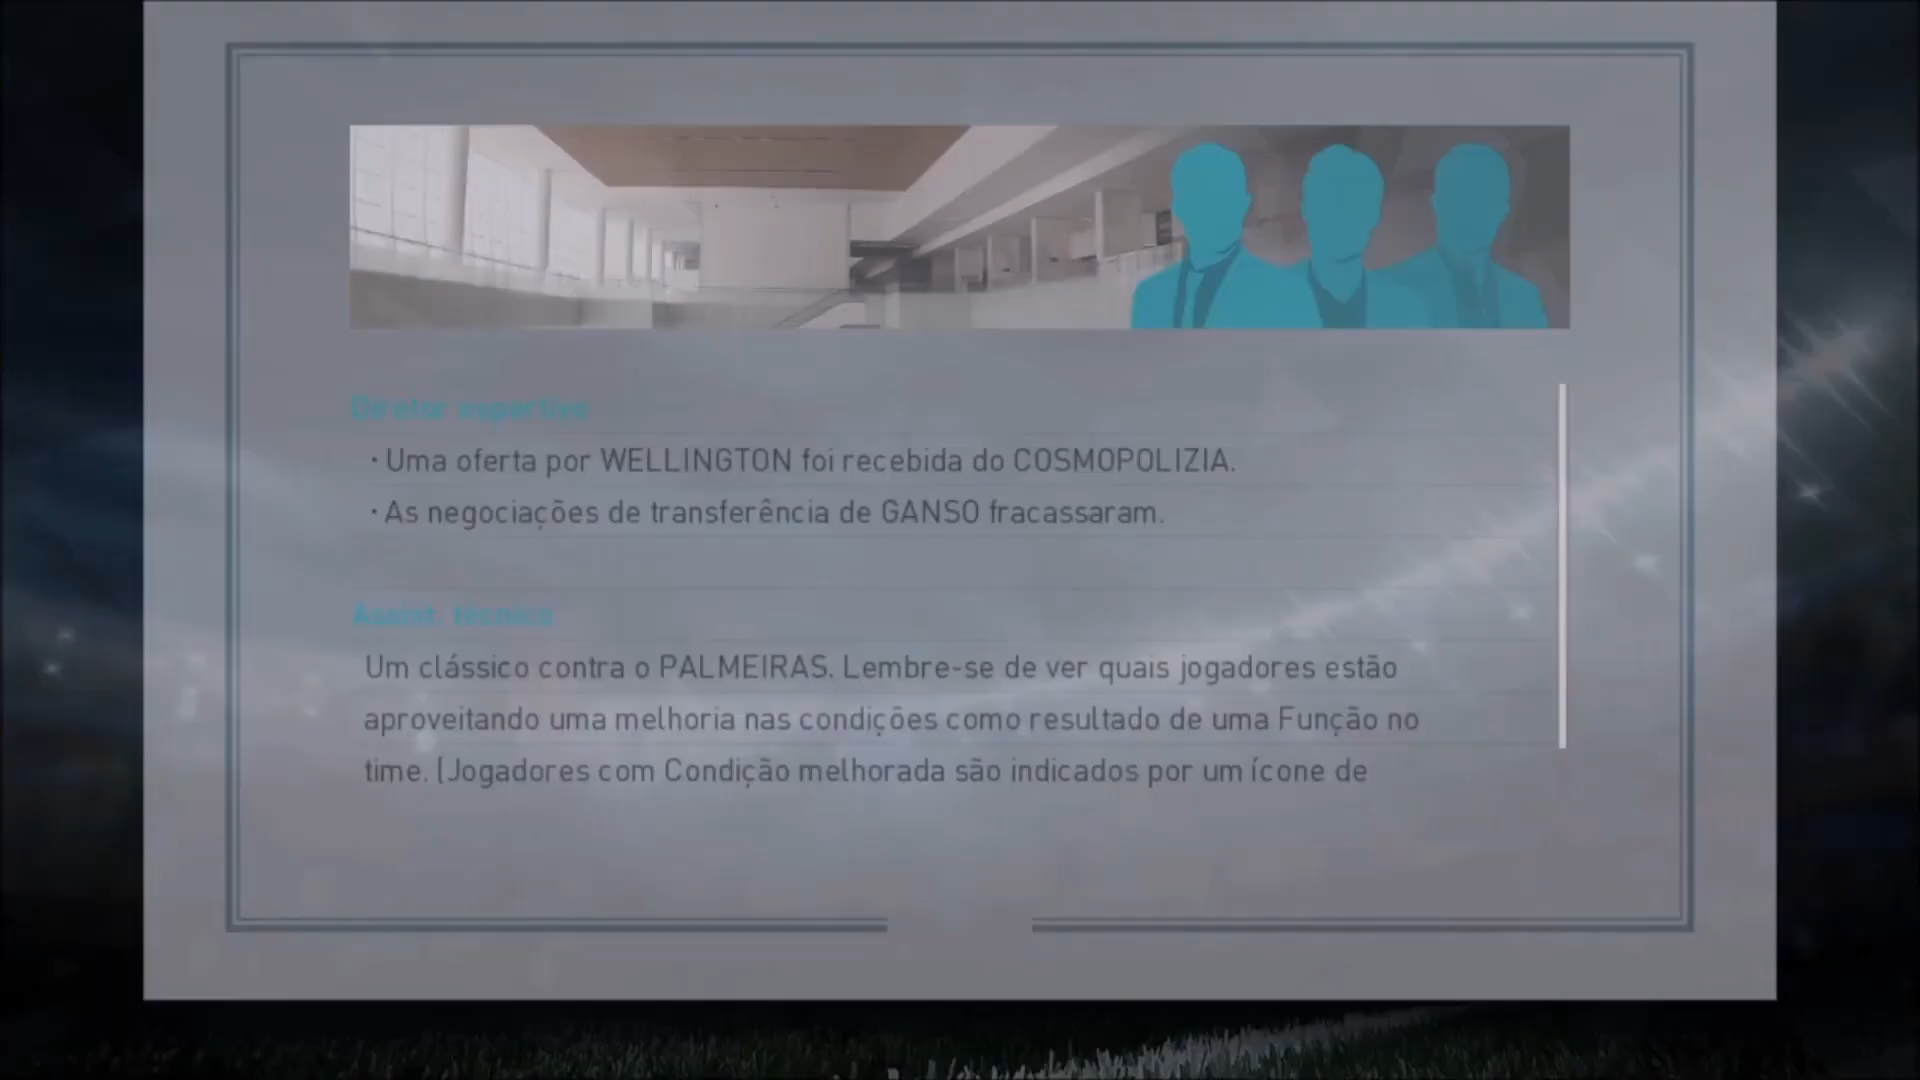 Diretor esportivo
· Uma oferta por WELLINGTON foi recebida do COSMOPOLIZIA.
· As negociações de transferência de GANSO fracassaram.
Assist. técnico
Um clássico contra o PALMEIRAS. Lembre-se de ver quais jogadores estão
aproveitando uma melhoria nas condições como resultado de uma Função no
time. (Jogadores com Condição melhorada são indicados por um ícone de